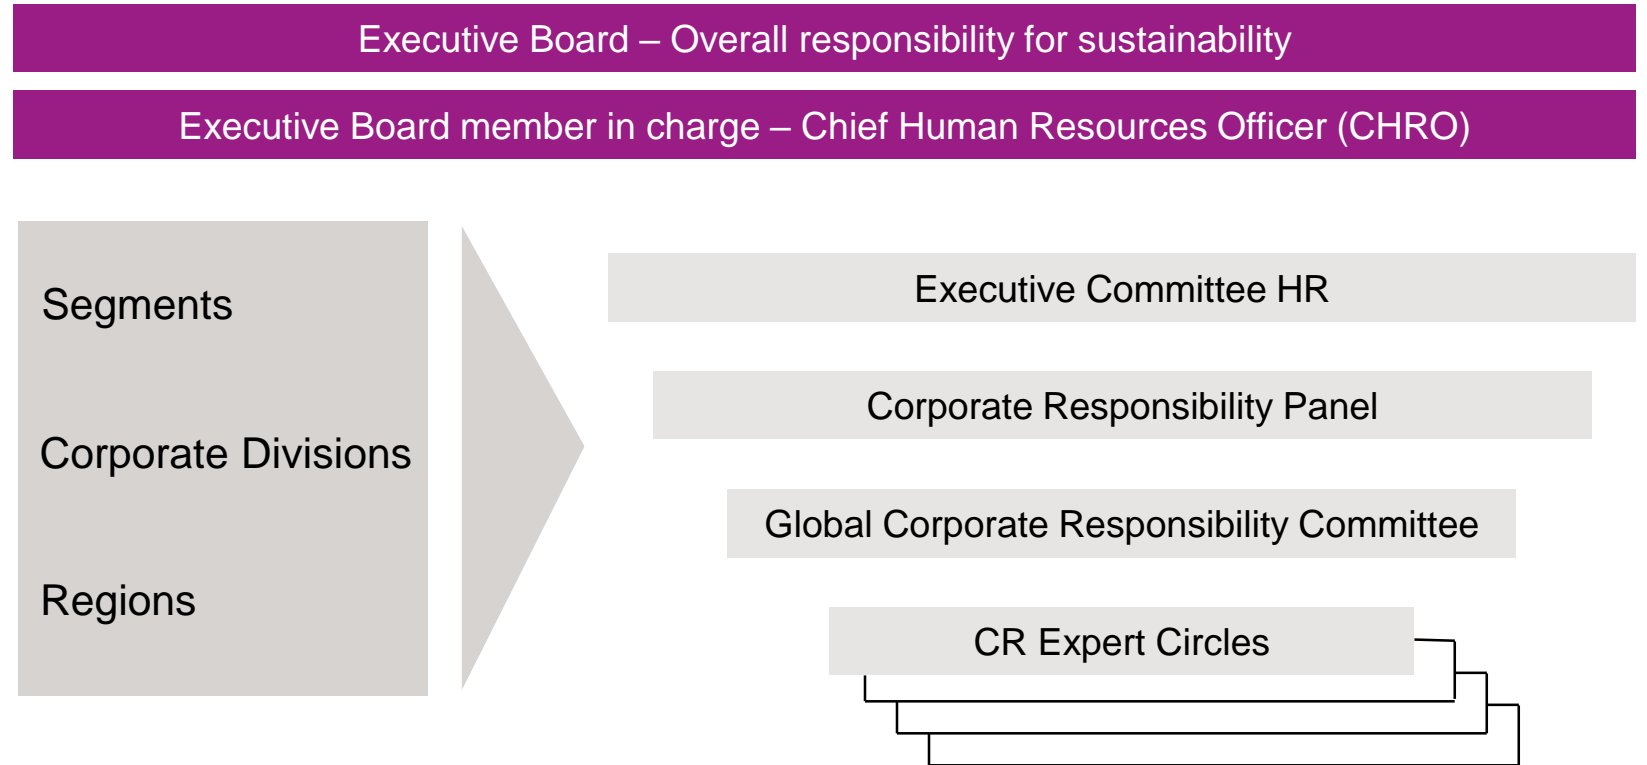 Executive Board – Overall responsibility for sustainability
Executive Board member in charge – Chief Human Resources Officer (CHRO)
Segments
Corporate Divisions
Regions
Executive Committee HR
Corporate Responsibility Panel
Global Corporate Responsibility Committee
CR Expert Circles